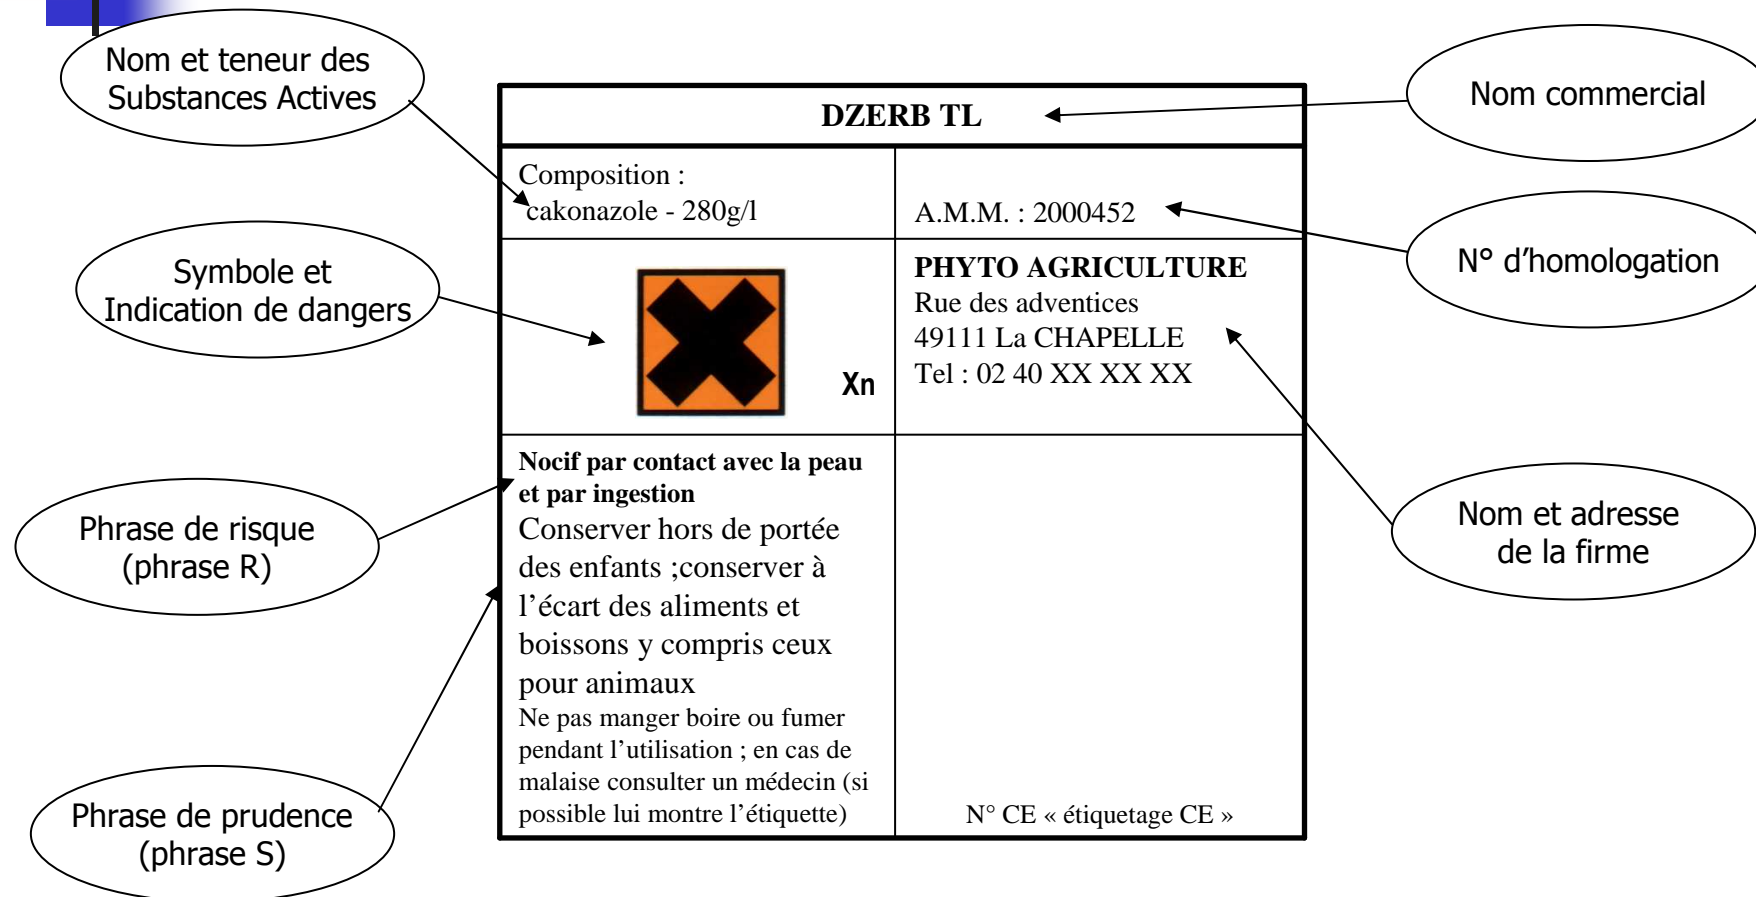 Nom et teneur des
Substances Actives
Nom commercial
DZERB TL
Composition :
cakonazole - 280g/l
A.M.M. : 2000452
N° d’homologation
Symbole et
Indication de dangers
Xn
PHYTO AGRICULTURE
Rue des adventices
49111 La CHAPELLE
Tel : 02 40 XX XX XX
Phrase de risque
(phrase R)
Nocif par contact avec la peau
et par ingestion
Conserver hors de portée
des enfants ;conserver à
l’écart des aliments et
boissons y compris ceux
pour animaux
Ne pas manger boire ou fumer
pendant l’utilisation ; en cas de
malaise consulter un médecin (si
possible lui montre l’étiquette)
Nom et adresse
de la firme
Phrase de prudence
(phrase S)
N° CE « étiquetage CE »